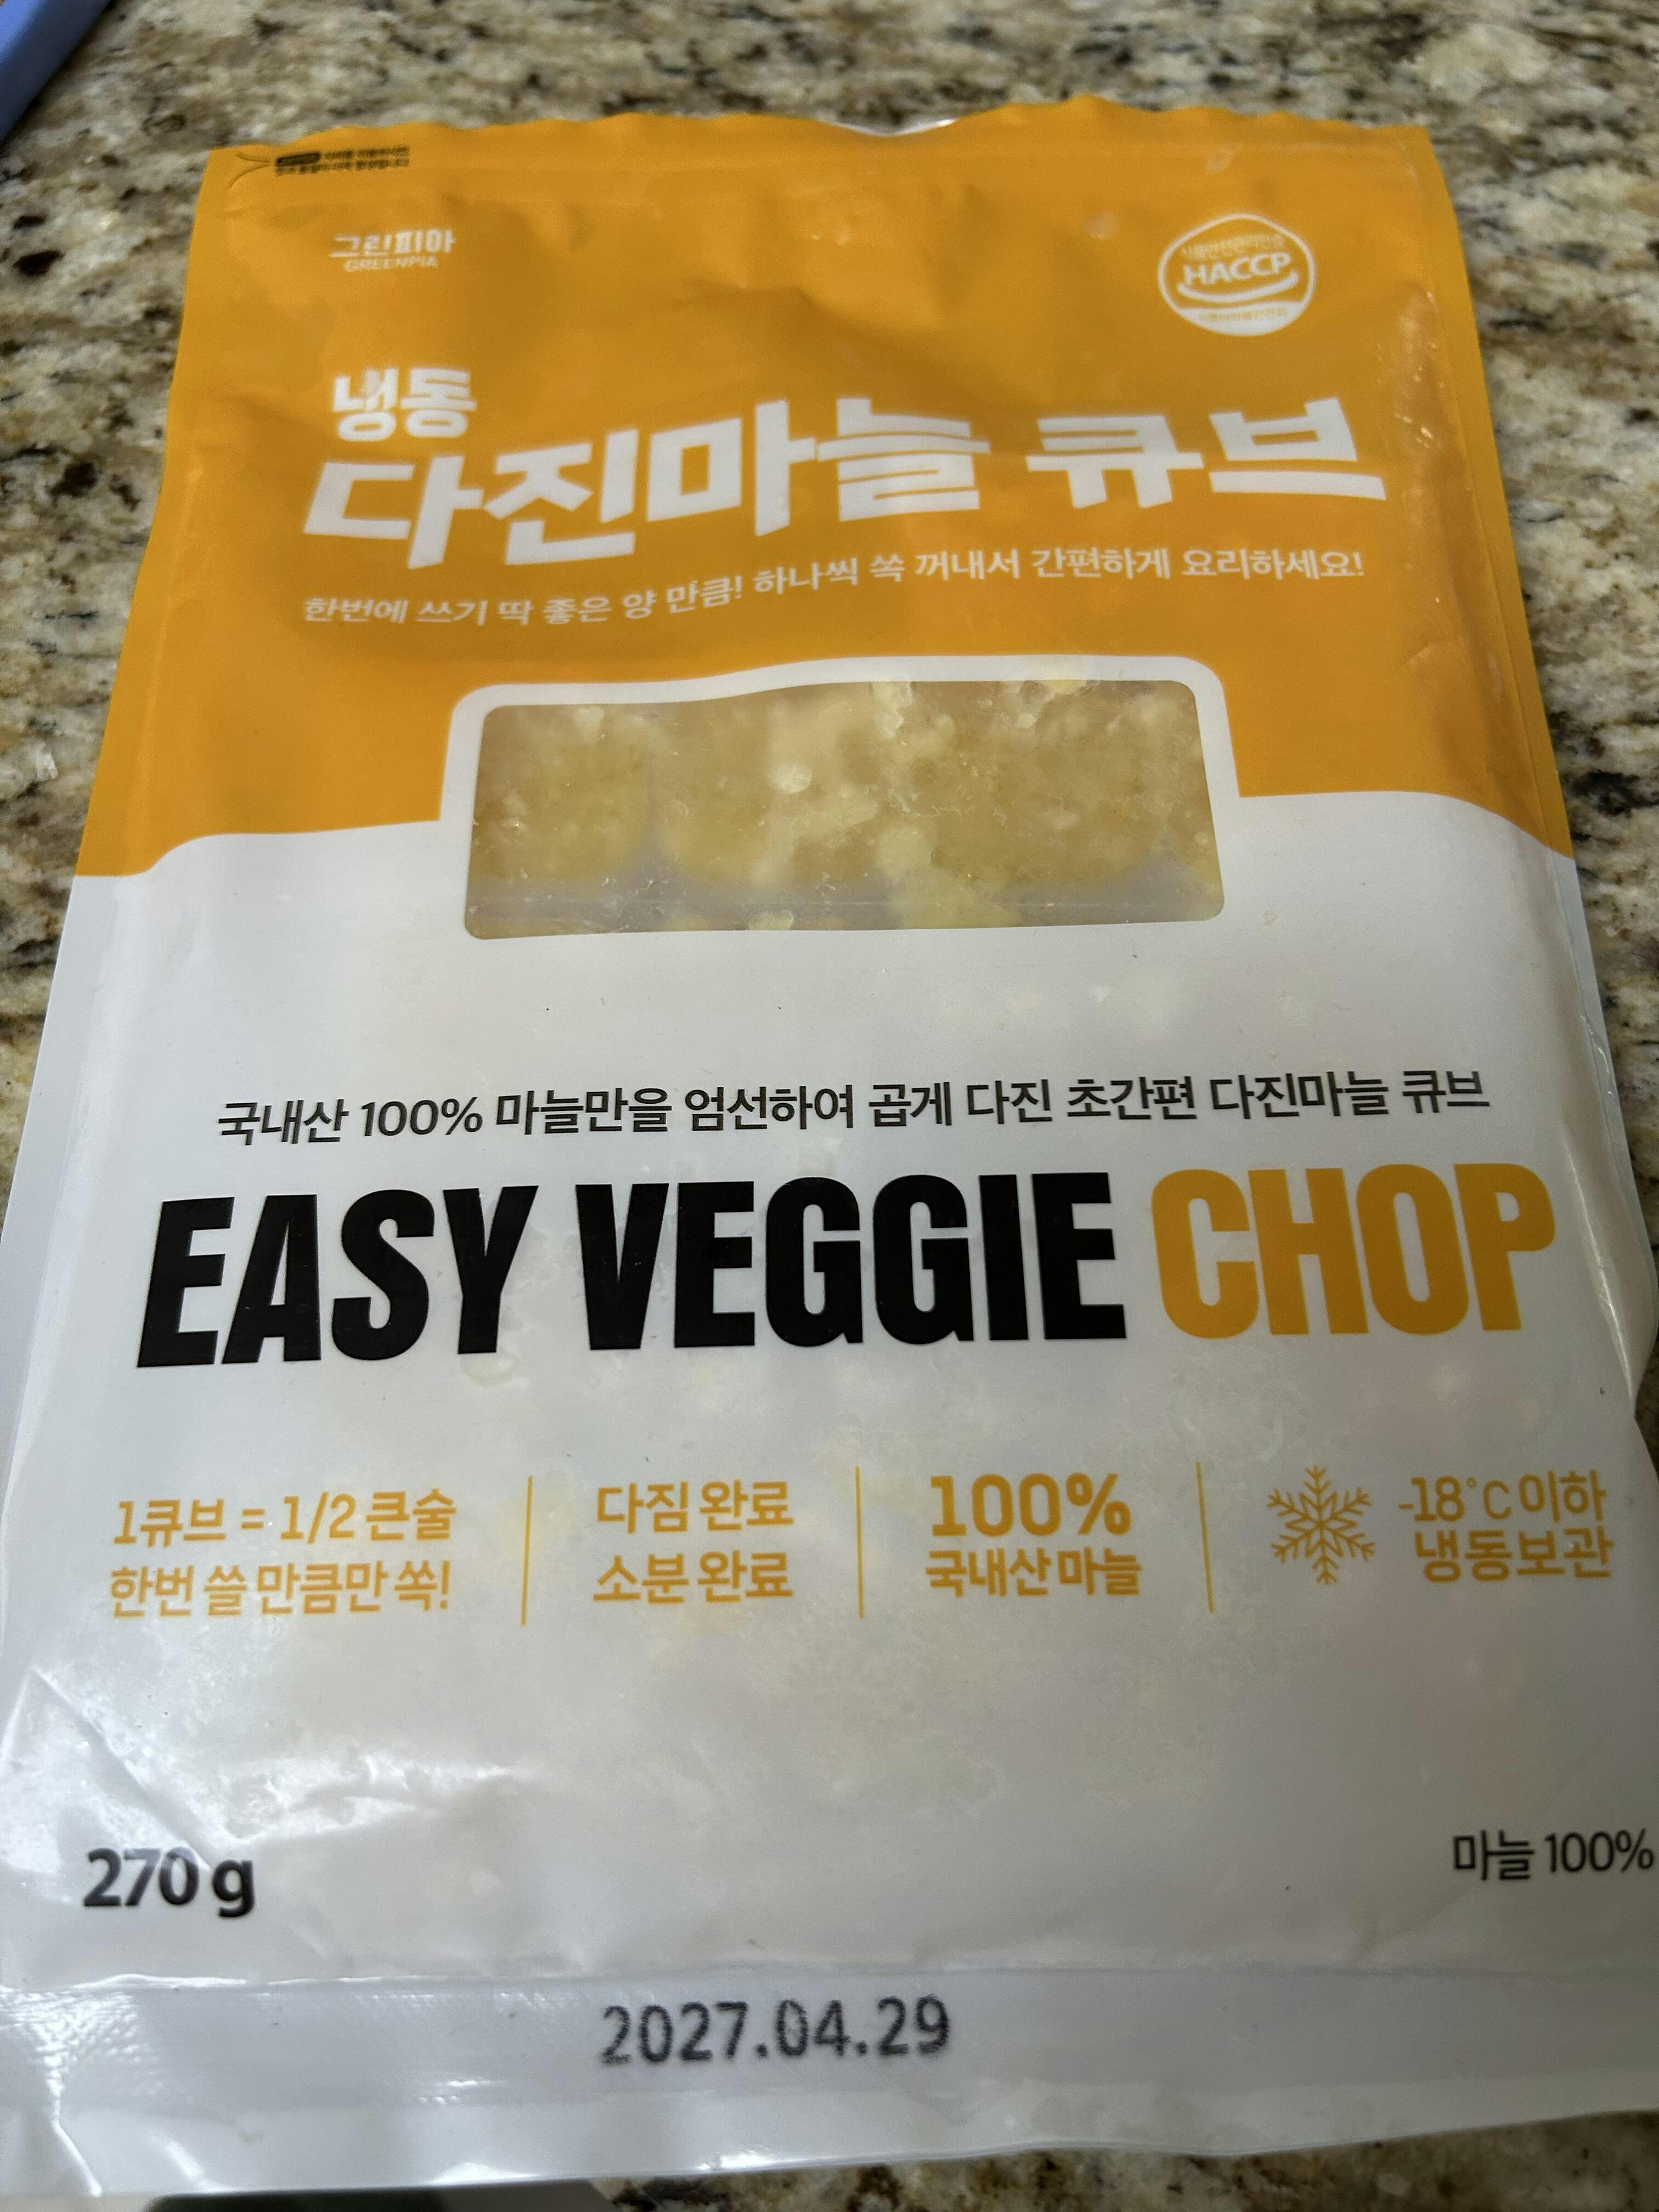 그린피아
GREENPIA
HACCP
냉동
다진마늘 큐브
한번에 쓰기 딱 좋은 양 만큼! 하나씩 쏙 꺼내서 간편하게 요리하세요!
국내산 100% 마늘만을 엄선하여 곱게 다진 초간편 다진마늘 큐브
EASY VEGGIE CHOP
1큐브 = 1/2 큰술
한번 쓸 만큼만 쏙!
다짐 완료
소분 완료
100%
국내산 마늘
-18°C 이하
냉동보관
270 g
마늘 100%
2027.04.29